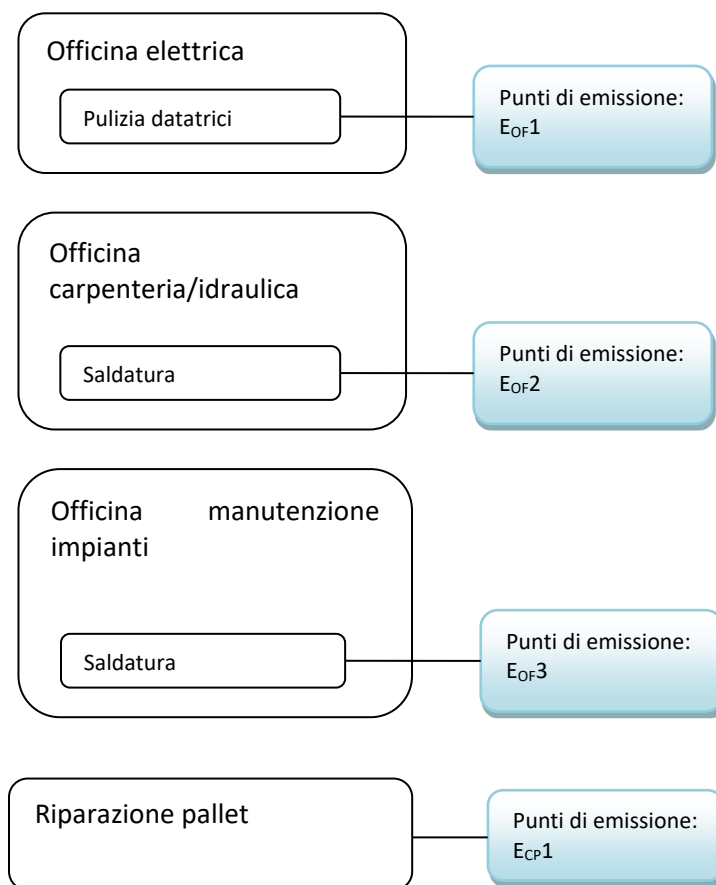 Officina elettrica
Pulizia datatrici
Punti di emissione:
EOF1
Officina
carpenteria/idraulica
Saldatura
Punti di emissione:
EOF2
Officina manutenzione
impianti
Saldatura
Punti di emissione:
EOF3
Riparazione pallet
Punti di emissione:
ECP1